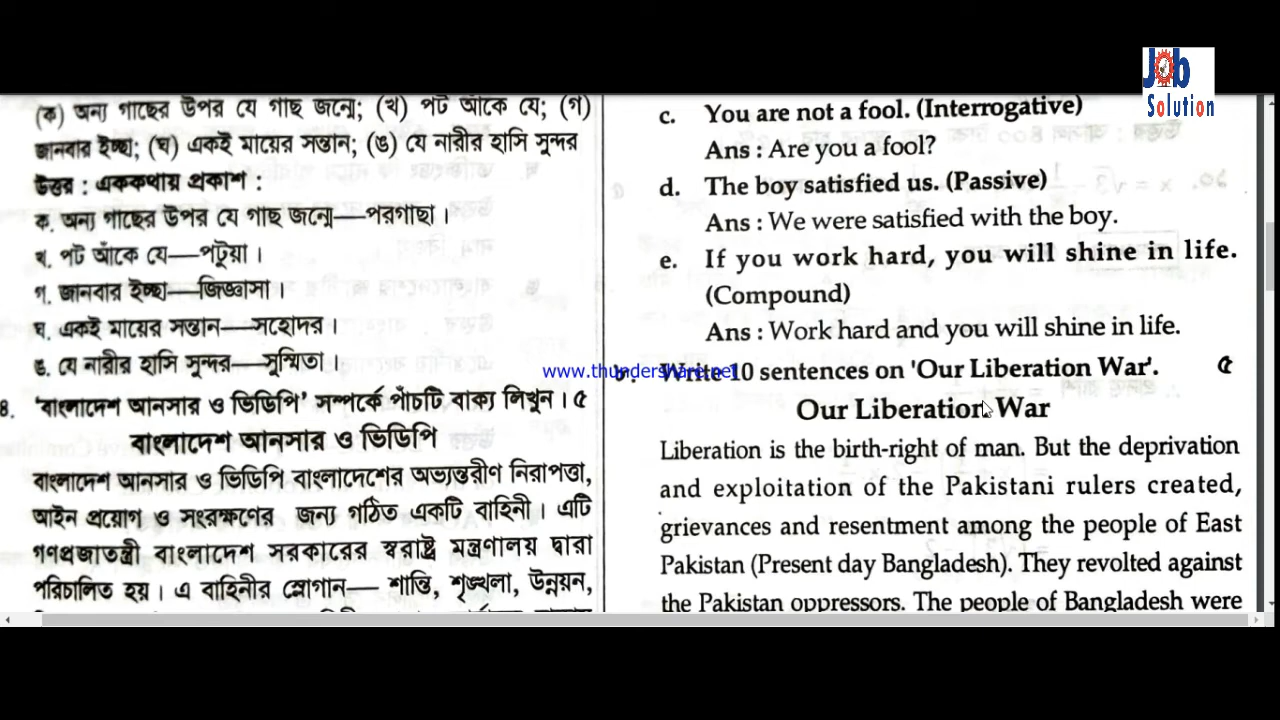 Job
Solution
(ক) অন্য গাছের উপর যে গাছ জন্মে; (খ) পট আঁকে যে; (গ)
জানবার ইচ্ছা; (ঘ) একই মায়ের সন্তান; (ঙ) যে নারীর হাসি সুন্দর
উত্তর : এককথায় প্রকাশ :
ক. অন্য গাছের উপর যে গাছ জন্মে—পরগাছা।
খ. পট আঁকে যে—পটুয়া।
গ. জানবার ইচ্ছা—জিজ্ঞাসা।
ঘ. একই মায়ের সন্তান—সহোদর।
ঙ. যে নারীর হাসি সুন্দর—সুস্মিতা।
৪. 'বাংলাদেশ আনসার ও ভিডিপি' সম্পর্কে পাঁচটি বাক্য লিখুন। ৫
বাংলাদেশ আনসার ও ভিডিপি
বাংলাদেশ আনসার ও ভিডিপি বাংলাদেশের অভ্যন্তরীণ নিরাপত্তা,
আইন প্রয়োগ ও সংরক্ষণের জন্য গঠিত একটি বাহিনী। এটি
গণপ্রজাতন্ত্রী বাংলাদেশ সরকারের স্বরাষ্ট্র মন্ত্রণালয় দ্বারা
পরিচালিত হয়। এ বাহিনীর স্লোগান— শান্তি, শৃঙ্খলা, উন্নয়ন,
c. You are not a fool. (Interrogative)
Ans : Are you a fool?
d. The boy satisfied us. (Passive)
Ans : We were satisfied with the boy.
e. If you work hard, you will shine in life.
(Compound)
Ans : Work hard and you will shine in life.
www.thundershare.net
Write 10 sentences on 'Our Liberation War'. ৫
Our Liberation War
Liberation is the birth-right of man. But the deprivation
and exploitation of the Pakistani rulers created,
grievances and resentment among the people of East
Pakistan (Present day Bangladesh). They revolted against
the Pakistan oppressors. The people of Bangladesh were